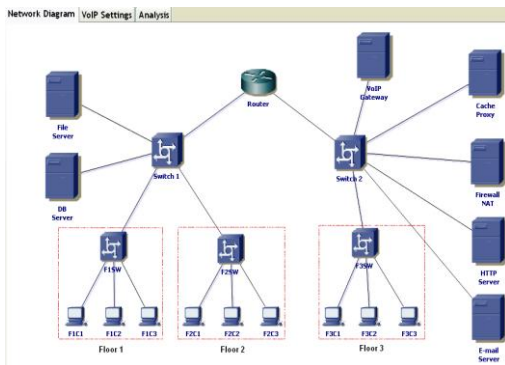 Network Diagram VoIP Settings Analysis
Router
VoIP
Gateway
File
Server
Cache
Proxy
Switch 1
Switch 2
DB
Server
Firewall
NAT
F1SW
F2SW
F3SW
HTTP
Server
F1C1 F1C2 F1C3
F2C1 F2C2 F2C3
F3C1 F3C2 F3C3
Floor 1
Floor 2
Floor 3
E-mail
Server